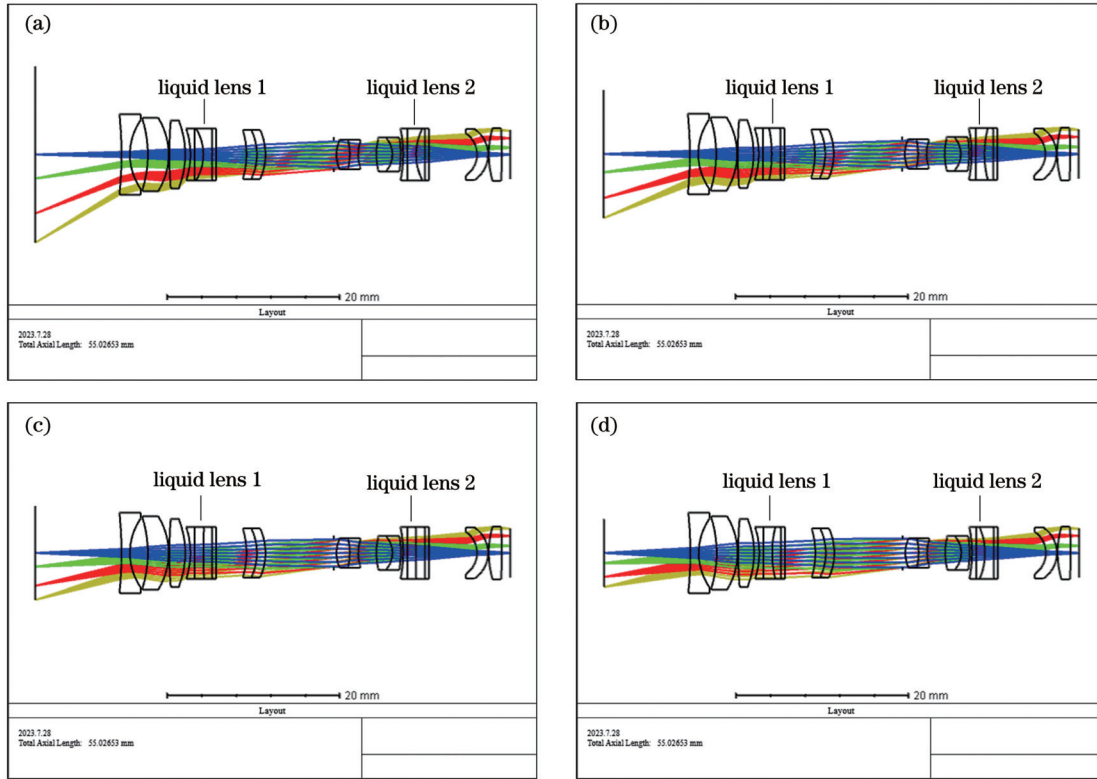 (a)
liquid lens 1
liquid lens 2
20 mm
Layout
2023.7.28
Total Axial Length: 55.02653 mm
(b)
liquid lens 1
liquid lens 2
20 mm
Layout
2023.7.28
Total Axial Length: 55.02653 mm
(c)
liquid lens 1
liquid lens 2
20 mm
Layout
2023.7.28
Total Axial Length: 55.02653 mm
(d)
liquid lens 1
liquid lens 2
20 mm
Layout
2023.7.28
Total Axial Length: 55.02653 mm